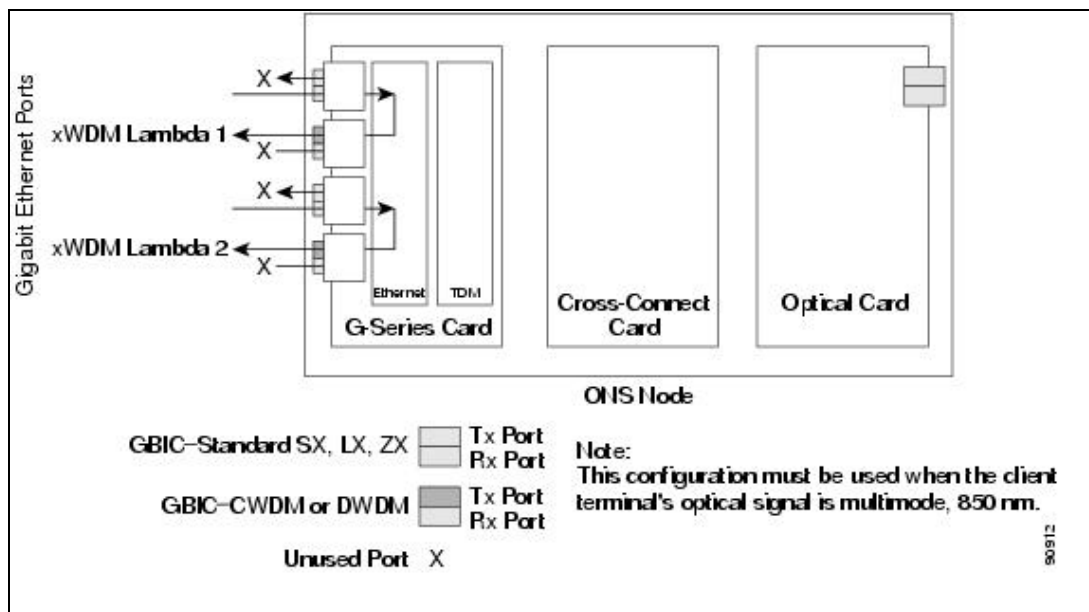 Gigabit Ethernet Ports
X
xWDM Lambda 1
X
X
xWDM Lambda 2
X
Ethernet
TDM
G-Series Card
Cross-Connect
Card
Optical Card
ONS Node
GBIC-Standard SX, LX, ZX
Tx Port
Rx Port
GBIC-CWDM or DWDM
Tx Port
Rx Port
Unused Port X
Note:
This configuration must be used when the client
terminal's optical signal is multimode, 850 nm.
90912